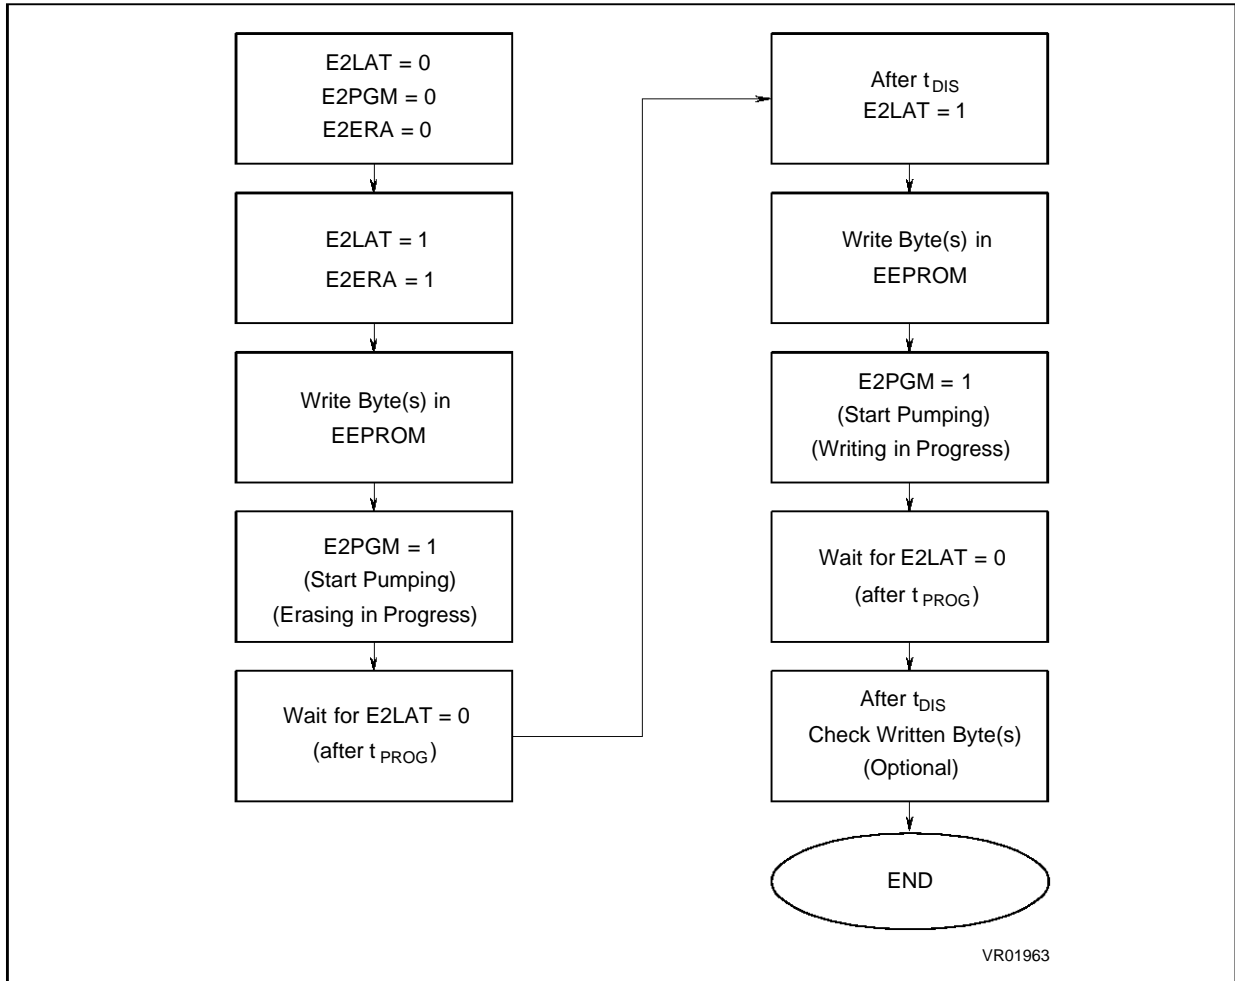 E2LAT = 0
E2PGM = 0
E2ERA = 0
E2LAT = 1
E2ERA = 1
Write Byte(s) in
EEPROM
E2PGM = 1
(Start Pumping)
(Erasing in Progress)
Wait for E2LAT = 0
(after t PROG)
After tDIS
E2LAT = 1
Write Byte(s) in
EEPROM
E2PGM = 1
(Start Pumping)
(Writing in Progress)
Wait for E2LAT = 0
(after t PROG)
After tDIS
Check Written Byte(s)
(Optional)
END
VR01963